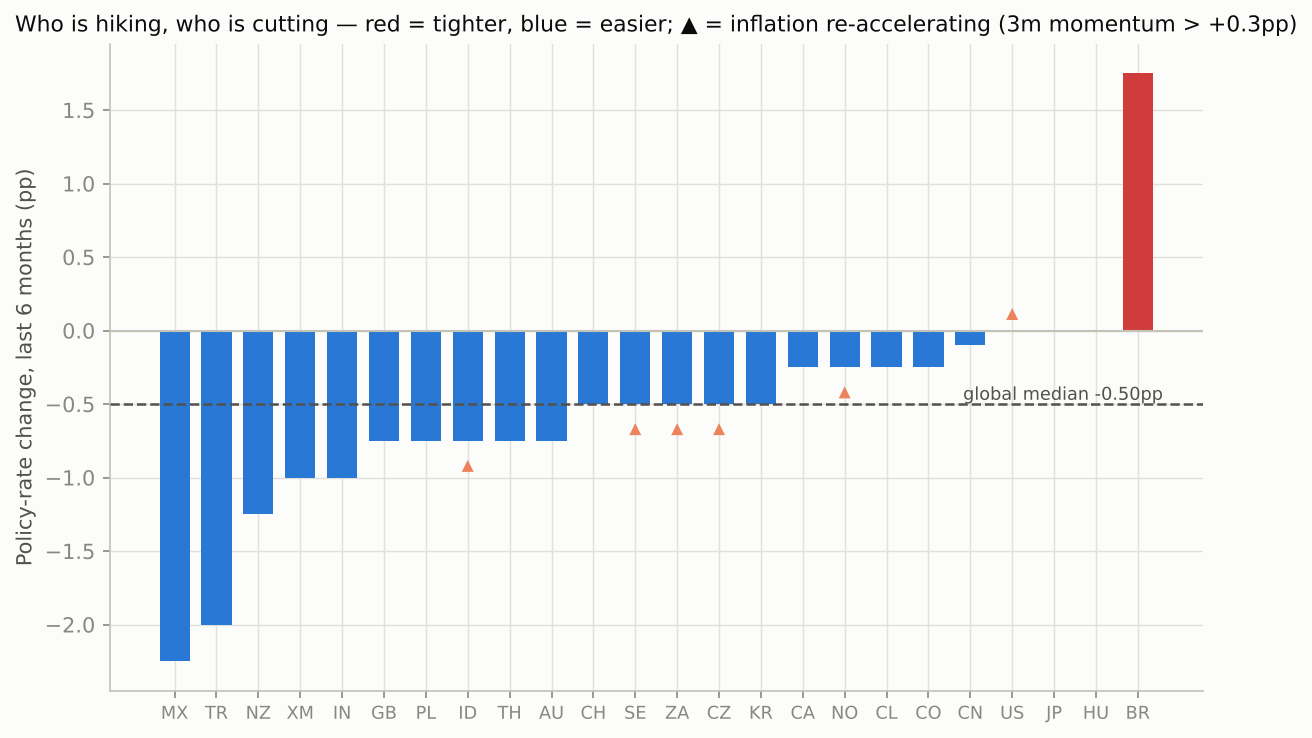 Who is hiking, who is cutting — red = tighter, blue = easier; ▲ = inflation re-accelerating (3m momentum > +0.3pp)
Policy-rate change, last 6 months (pp)
1.5
1.0
0.5
0.0
−0.5
−1.0
−1.5
−2.0
global median -0.50pp
MX TR NZ XM IN GB PL ID TH AU CH SE ZA CZ KR CA NO CL CO CN US JP HU BR